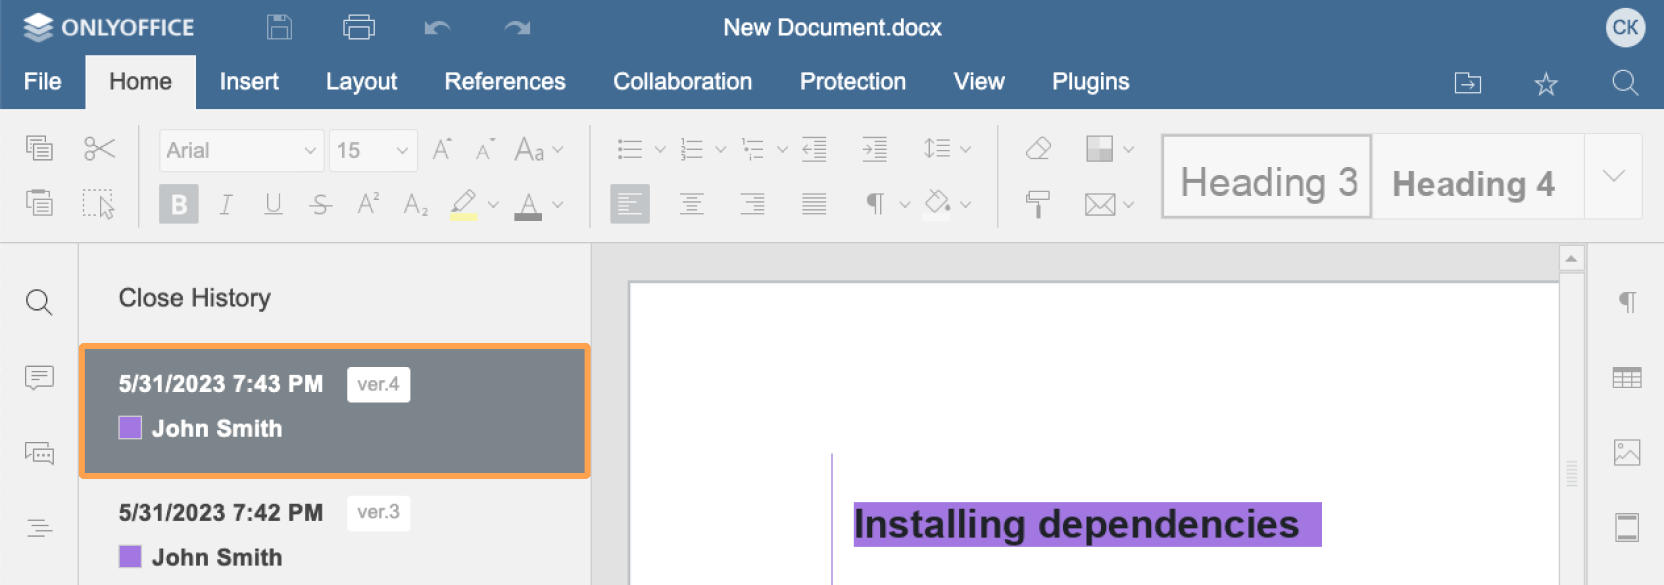 ONLYOFFICE
New Document.docx
CK
File Home Insert Layout References Collaboration Protection View Plugins
Arial 15 Aa
B I U S A² A₂ A
Heading 3 Heading 4
Close History
5/31/2023 7:43 PM ver.4
John Smith
5/31/2023 7:42 PM ver.3
John Smith
Installing dependencies